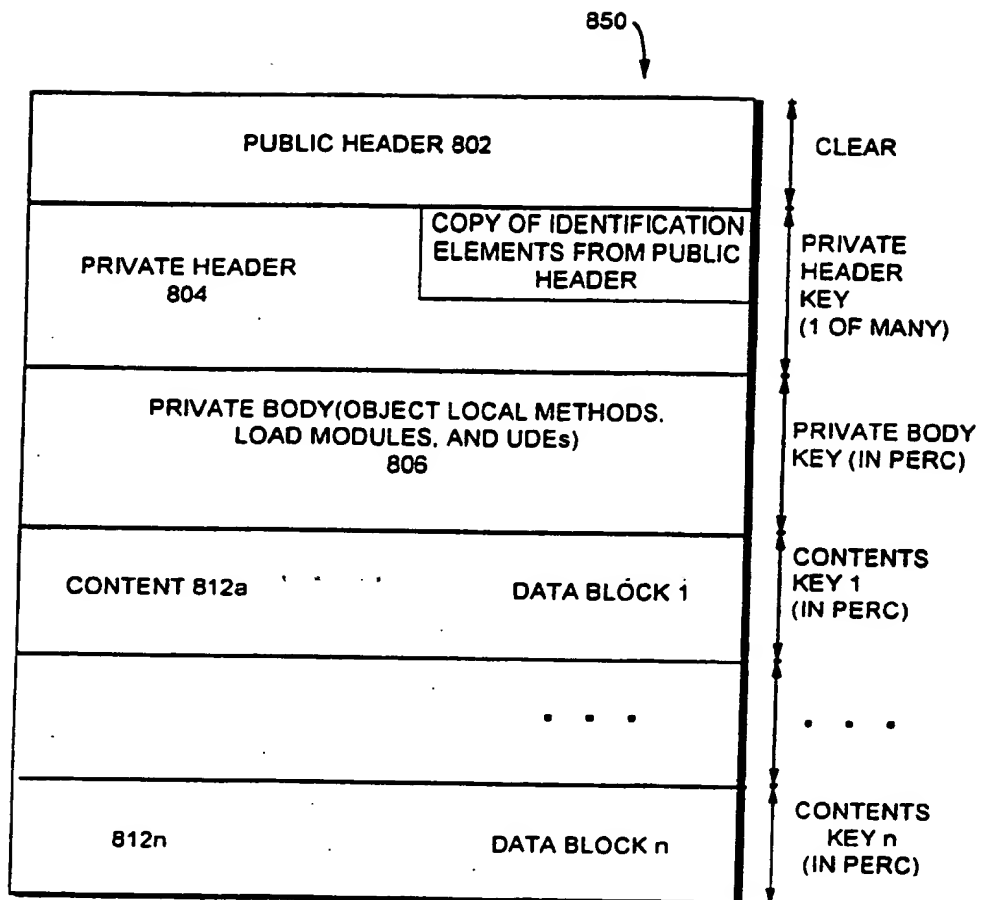 850
PUBLIC HEADER 802
CLEAR
COPY OF IDENTIFICATION
ELEMENTS FROM PUBLIC
HEADER
PRIVATE HEADER
804
PRIVATE
HEADER
KEY
(1 OF MANY)
PRIVATE BODY(OBJECT LOCAL METHODS,
LOAD MODULES, AND UDEs)
806
PRIVATE BODY
KEY (IN PERC)
CONTENT 812a
DATA BLOCK 1
CONTENTS
KEY 1
(IN PERC)
. . .
. . .
812n
DATA BLOCK n
CONTENTS
KEY n
(IN PERC)